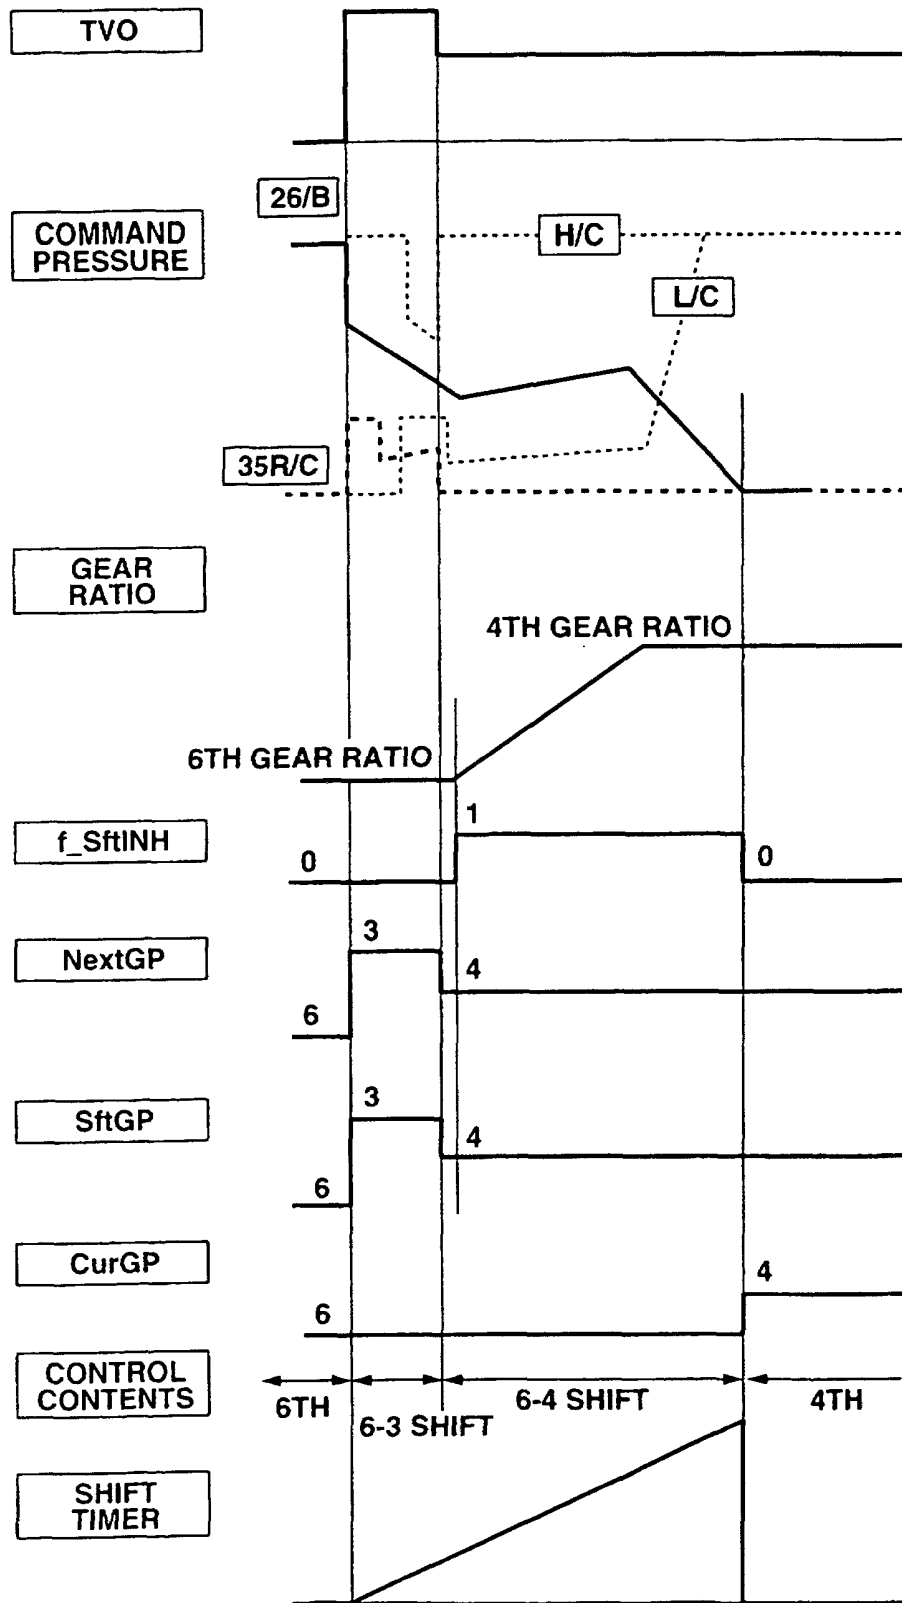 TVO
26/B
COMMAND
PRESSURE
H/C
L/C
35R/C
GEAR
RATIO
4TH GEAR RATIO
6TH GEAR RATIO
f_SftINH
1
0
0
NextGP
3
4
6
SftGP
3
4
6
CurGP
4
6
CONTROL
CONTENTS
6TH
6-3 SHIFT
6-4 SHIFT
4TH
SHIFT
TIMER